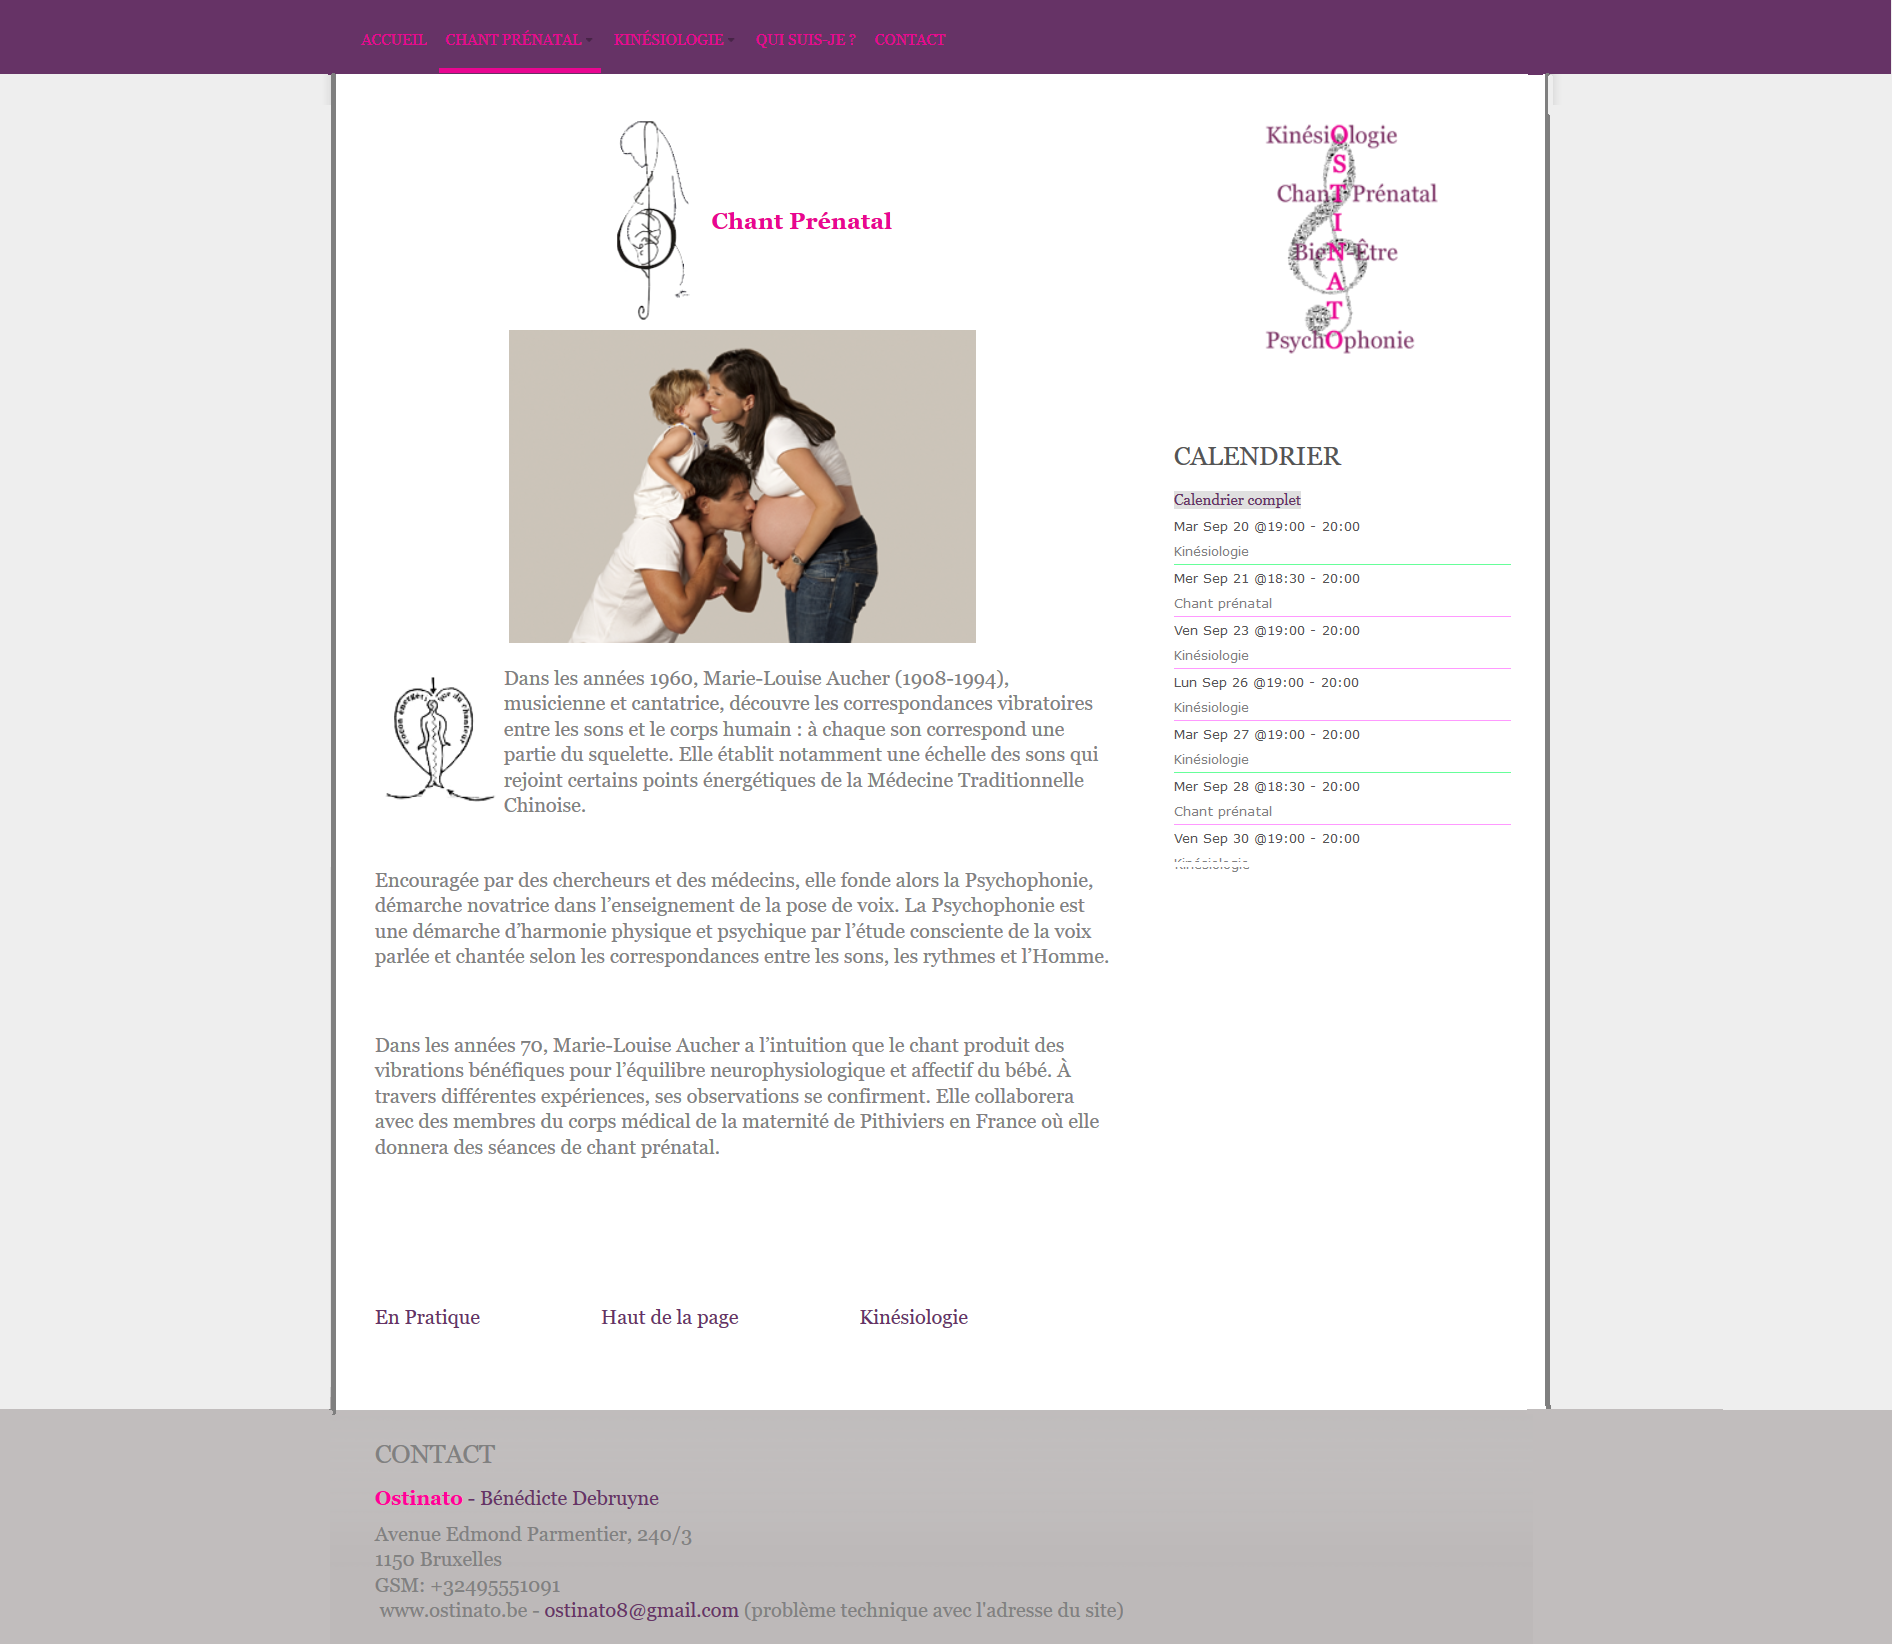 ACCUEIL CHANT PRÉNATAL KINÉSIOLOGIE QUI SUIS-JE ? CONTACT
Chant Prénatal
KinésiOlogie
S
ChanT Prénatal
I
BieN-Être
A
T
PsychOphonie
cocon énergétique du chanteur
Dans les années 1960, Marie-Louise Aucher (1908-1994),
musicienne et cantatrice, découvre les correspondances vibratoires
entre les sons et le corps humain : à chaque son correspond une
partie du squelette. Elle établit notamment une échelle des sons qui
rejoint certains points énergétiques de la Médecine Traditionnelle
Chinoise.
Encouragée par des chercheurs et des médecins, elle fonde alors la Psychophonie,
démarche novatrice dans l’enseignement de la pose de voix. La Psychophonie est
une démarche d’harmonie physique et psychique par l’étude consciente de la voix
parlée et chantée selon les correspondances entre les sons, les rythmes et l’Homme.
Dans les années 70, Marie-Louise Aucher a l’intuition que le chant produit des
vibrations bénéfiques pour l’équilibre neurophysiologique et affectif du bébé. À
travers différentes expériences, ses observations se confirment. Elle collaborera
avec des membres du corps médical de la maternité de Pithiviers en France où elle
donnera des séances de chant prénatal.
En Pratique Haut de la page Kinésiologie
CALENDRIER
Calendrier complet
Mar Sep 20 @19:00 - 20:00
Kinésiologie
Mer Sep 21 @18:30 - 20:00
Chant prénatal
Ven Sep 23 @19:00 - 20:00
Kinésiologie
Lun Sep 26 @19:00 - 20:00
Kinésiologie
Mar Sep 27 @19:00 - 20:00
Kinésiologie
Mer Sep 28 @18:30 - 20:00
Chant prénatal
Ven Sep 30 @19:00 - 20:00
Kinésiologie
CONTACT
Ostinato - Bénédicte Debruyne
Avenue Edmond Parmentier, 240/3
1150 Bruxelles
GSM: +32495551091
www.ostinato.be - ostinato8@gmail.com (problème technique avec l'adresse du site)